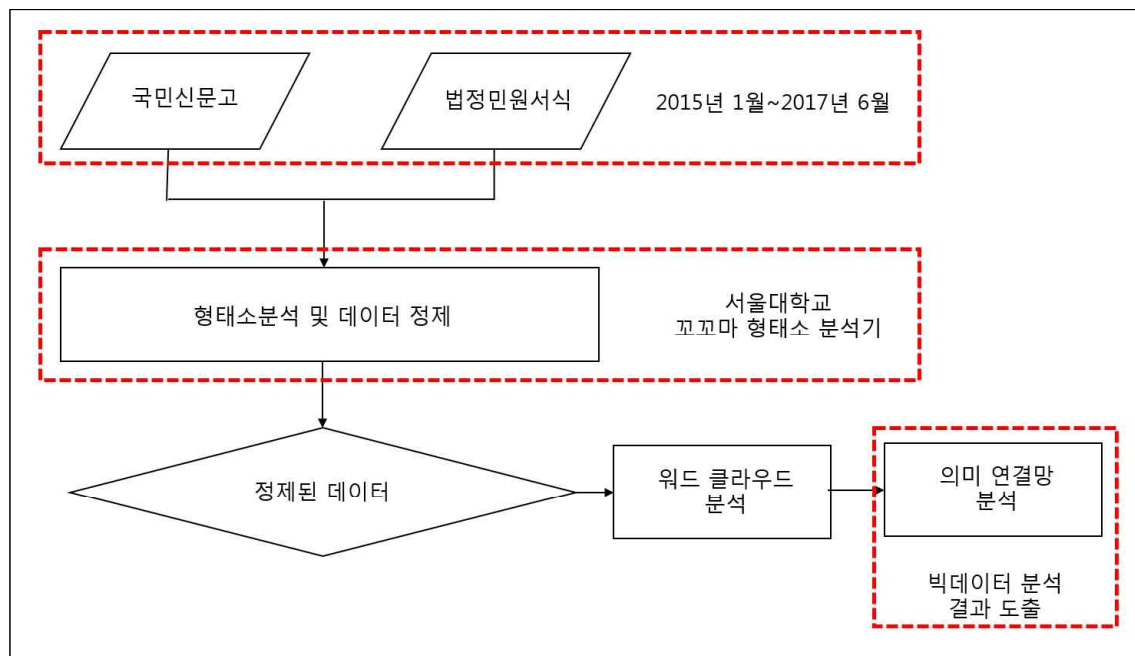 국민신문고
법정민원서식
2015년 1월~2017년 6월
형태소분석 및 데이터 정제
서울대학교
꼬꼬마 형태소 분석기
정제된 데이터
워드 클라우드
분석
의미 연결망
분석
빅데이터 분석
결과 도출